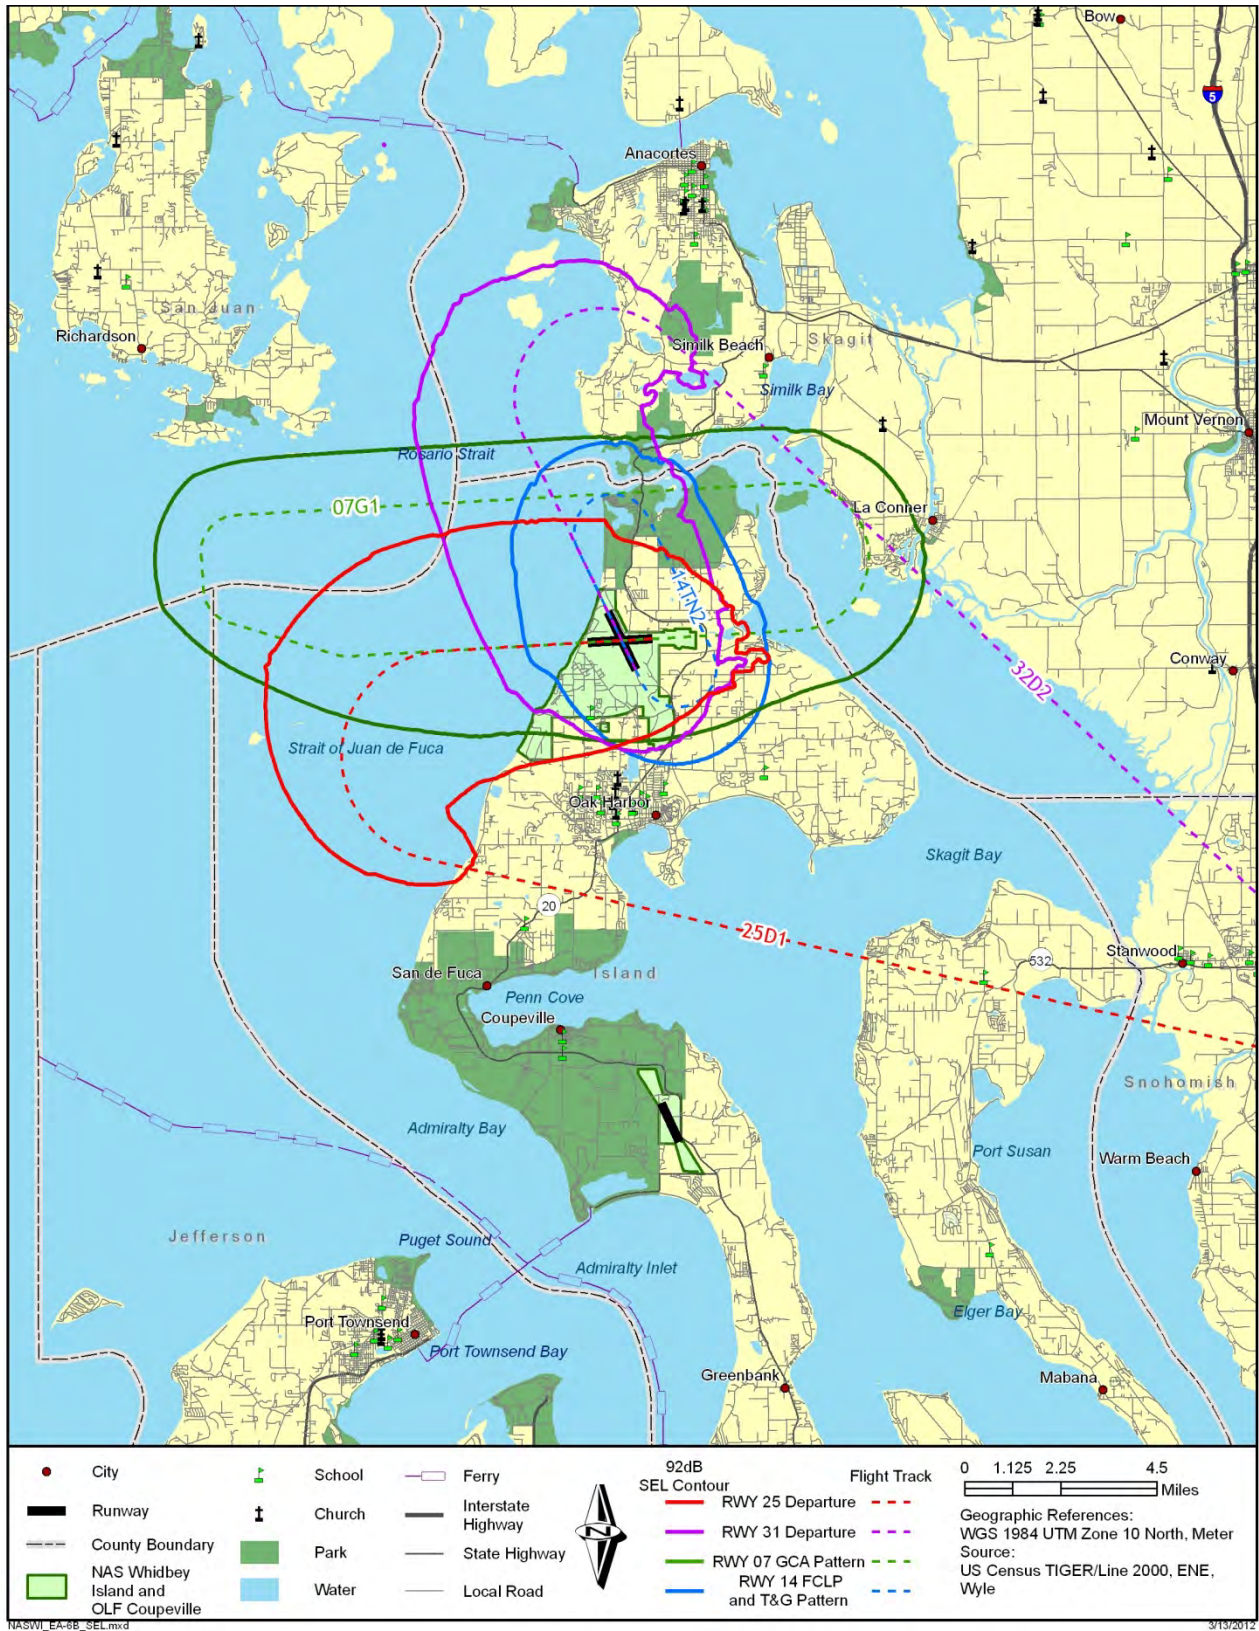 Bow
5
Anacortes
San Juan
Richardson
Similk Beach
Skagit
Similk Bay
Mount Vernon
Rosario Strait
07G1
La Conner
14TN2
Conway
32D2
Strait of Juan de Fuca
Oak Harbor
Skagit Bay
20
25D1
532
Stanwood
San de Fuca
Island
Penn Cove
Coupeville
Snohomish
Admiralty Bay
Port Susan
Warm Beach
Jefferson
Puget Sound
Admiralty Inlet
Elger Bay
Port Townsend
Port Townsend Bay
Greenbank
Mabana
City
Runway
County Boundary
NAS Whidbey
Island and
OLF Coupeville
School
Church
Park
Water
Ferry
Interstate
Highway
State Highway
Local Road
N
92dB
SEL Contour
Flight Track
RWY 25 Departure
RWY 31 Departure
RWY 07 GCA Pattern
RWY 14 FCLP
and T&G Pattern
0 1.125 2.25 4.5
Miles
Geographic References:
WGS 1984 UTM Zone 10 North, Meter
Source:
US Census TIGER/Line 2000, ENE,
Wyle
NASWI_EA-6B_SEL.mxd
3/13/2012